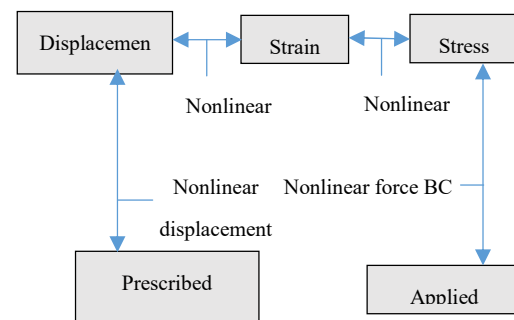 Displacemen
Strain
Stress
Nonlinear
Nonlinear
Nonlinear
displacement
Nonlinear force BC
Prescribed
Applied